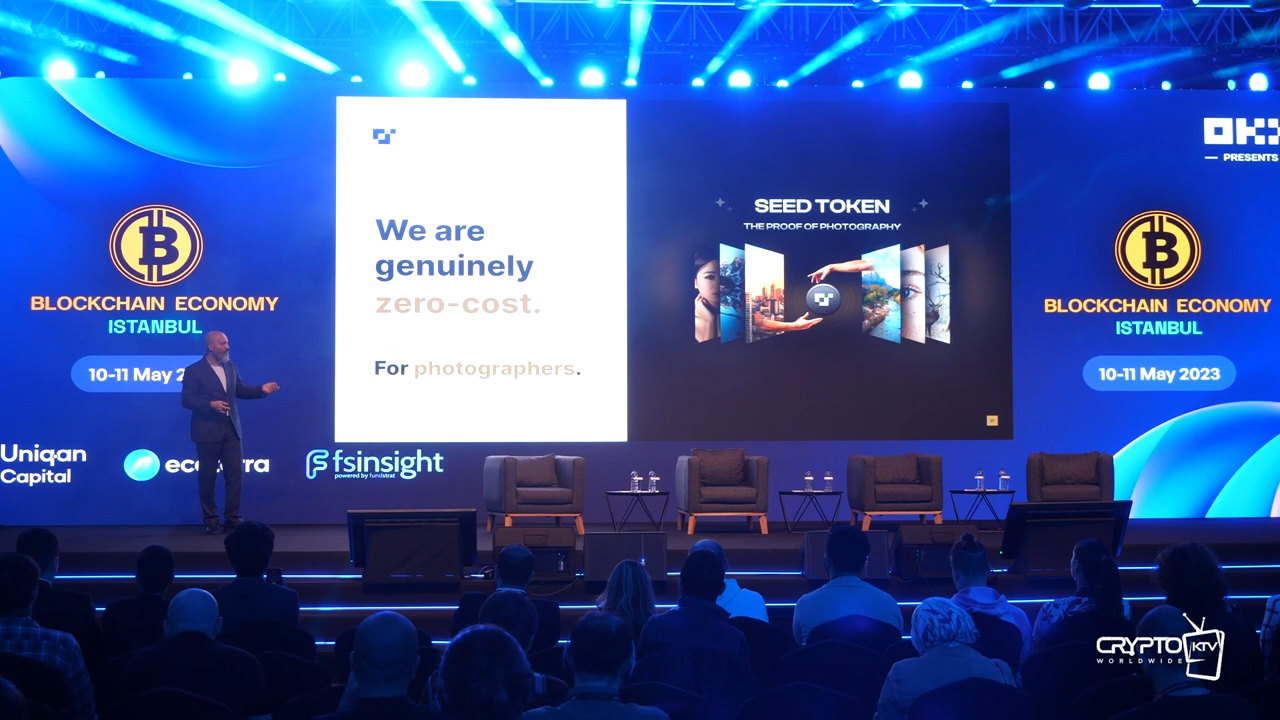 OKX
PRESENTS
We are
genuinely
zero-cost.
For photographers.
SEED TOKEN
THE PROOF OF PHOTOGRAPHY
BLOCKCHAIN ECONOMY
ISTANBUL
10-11 May 2
Uniqan
Capital
fsinsight
powered by fundstrat
BLOCKCHAIN ECONOMY
ISTANBUL
10-11 May 2023
CRYPTO KTV
WORLDWIDE